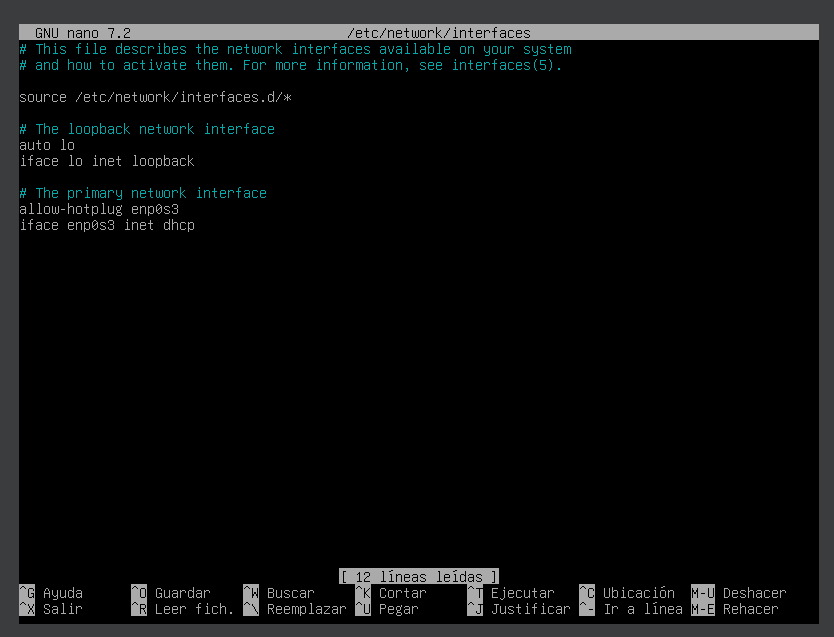 GNU nano 7.2 /etc/network/interfaces
# This file describes the network interfaces available on your system
# and how to activate them. For more information, see interfaces(5).
source /etc/network/interfaces.d/*
# The loopback network interface
auto lo
iface lo inet loopback
# The primary network interface
allow-hotplug enp0s3
iface enp0s3 inet dhcp
[ 12 líneas leídas ]
^G Ayuda ^O Guardar ^W Buscar ^K Cortar ^T Ejecutar ^C Ubicación M-U Deshacer
^X Salir ^R Leer fich. ^\ Reemplazar ^U Pegar ^J Justificar ^- Ir a línea M-E Rehacer